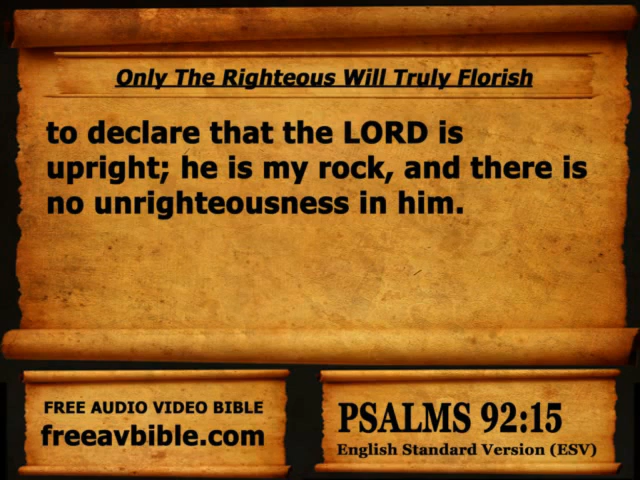 Only The Righteous Will Truly Florish
to declare that the LORD is
upright; he is my rock, and there is
no unrighteousness in him.
FREE AUDIO VIDEO BIBLE
freeavbible.com
PSALMS 92:15
English Standard Version (ESV)